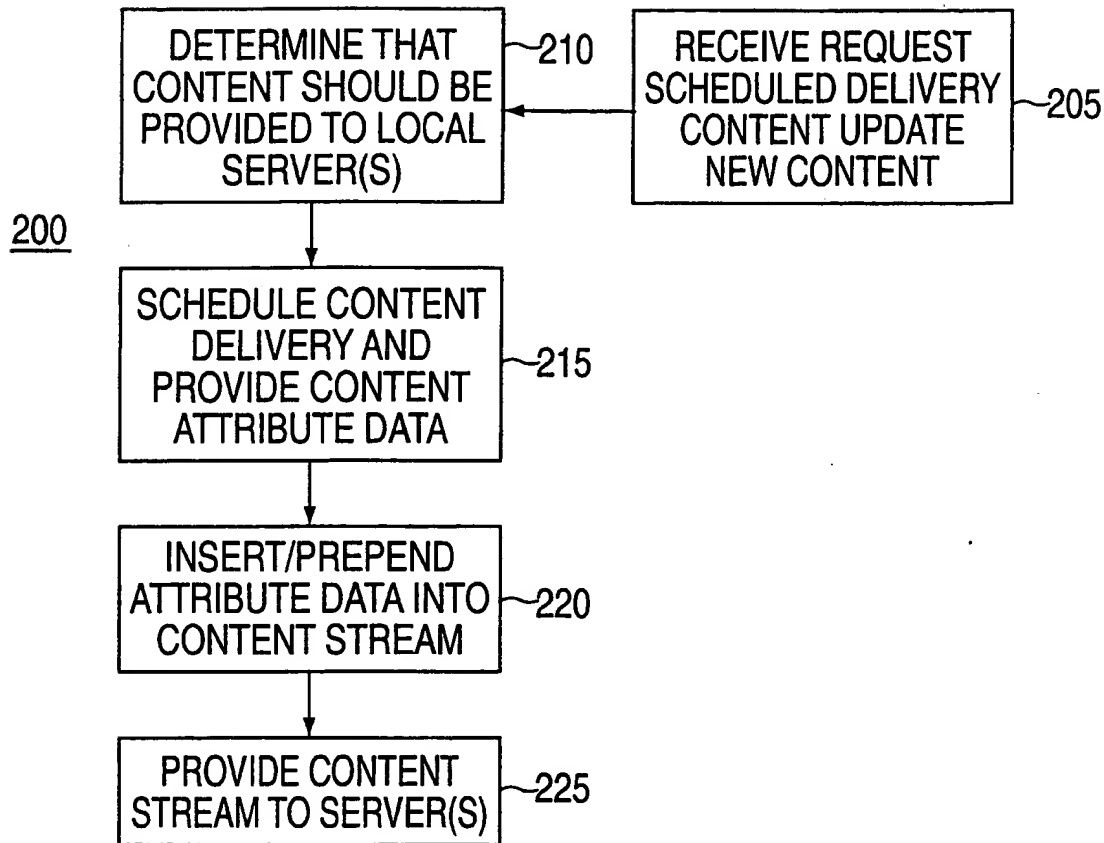 DETERMINE THAT
CONTENT SHOULD BE
PROVIDED TO LOCAL
SERVER(S)
210
RECEIVE REQUEST
SCHEDULED DELIVERY
CONTENT UPDATE
NEW CONTENT
205
200
SCHEDULE CONTENT
DELIVERY AND
PROVIDE CONTENT
ATTRIBUTE DATA
215
INSERT/PREPEND
ATTRIBUTE DATA INTO
CONTENT STREAM
220
PROVIDE CONTENT
STREAM TO SERVER(S)
225